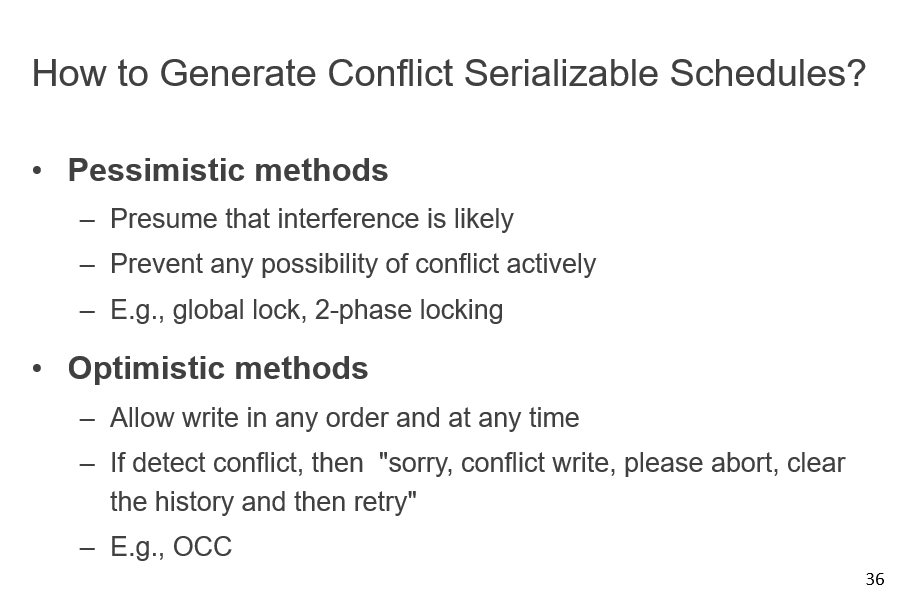 How to Generate Conflict Serializable Schedules?
• Pessimistic methods
– Presume that interference is likely
– Prevent any possibility of conflict actively
– E.g., global lock, 2-phase locking
• Optimistic methods
– Allow write in any order and at any time
– If detect conflict, then  "sorry, conflict write, please abort, clear
the history and then retry"
– E.g., OCC
36